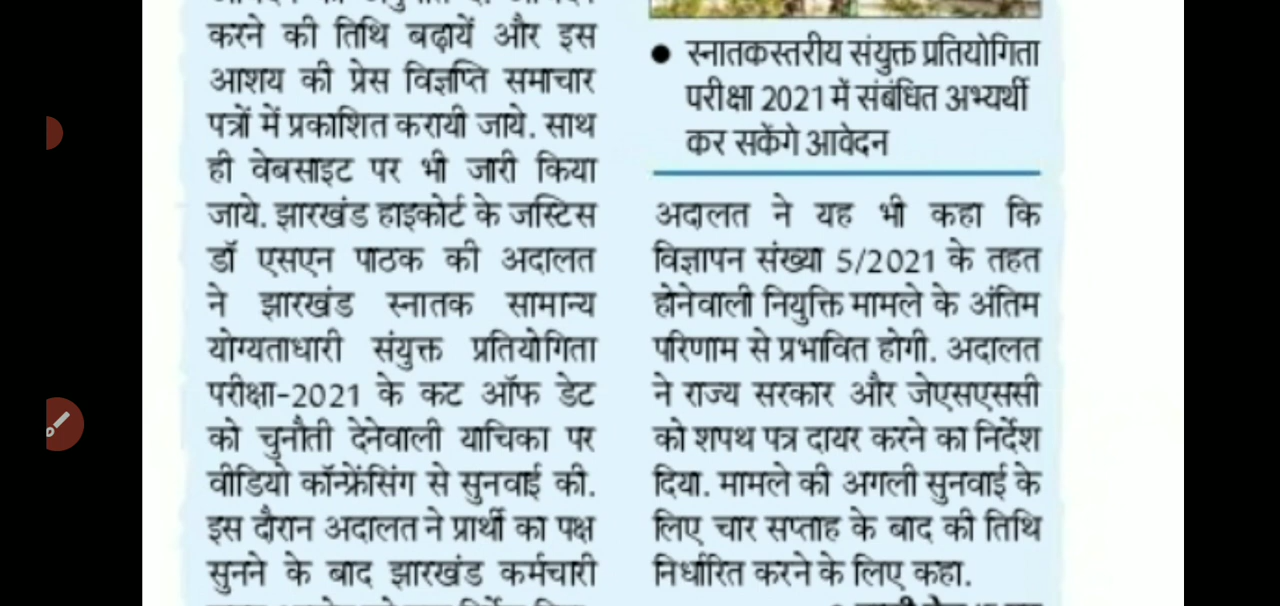 करने की तिथि बढ़ायें और इस
आशय की प्रेस विज्ञप्ति समाचार
पत्रों में प्रकाशित करायी जाये. साथ
ही वेबसाइट पर भी जारी किया
जाये. झारखंड हाइकोर्ट के जस्टिस
डॉ एसएन पाठक की अदालत
ने झारखंड स्नातक सामान्य
योग्यताधारी संयुक्त प्रतियोगिता
परीक्षा-2021 के कट ऑफ डेट
को चुनौती देनेवाली याचिका पर
वीडियो कॉन्फ्रेंसिंग से सुनवाई की.
इस दौरान अदालत ने प्रार्थी का पक्ष
सुनने के बाद झारखंड कर्मचारी
● स्नातकस्तरीय संयुक्त प्रतियोगिता
परीक्षा 2021 में संबंधित अभ्यर्थी
कर सकेंगे आवेदन
अदालत ने यह भी कहा कि
विज्ञापन संख्या 5/2021 के तहत
होनेवाली नियुक्ति मामले के अंतिम
परिणाम से प्रभावित होगी. अदालत
ने राज्य सरकार और जेएसएससी
को शपथ पत्र दायर करने का निर्देश
दिया. मामले की अगली सुनवाई के
लिए चार सप्ताह के बाद की तिथि
निर्धारित करने के लिए कहा.